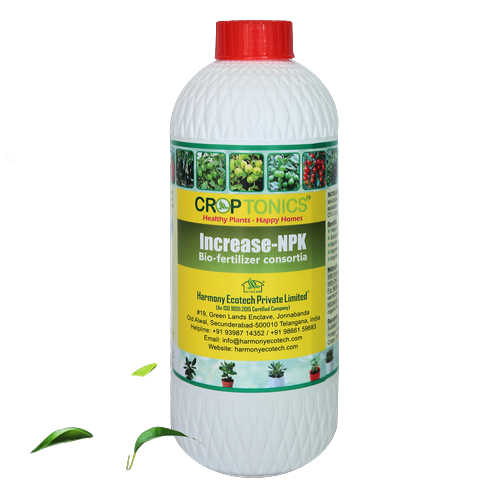 CROP TONICS
Healthy Plants - Happy Homes
Increase-NPK
Bio-fertilizer consortia
Harmony Ecotech Private Limited
(An ISO 9001:2015 Certified Company)
#19, Green Lands Enclave, Jonnabanda
Old Alwal, Secunderabad-500010 Telangana, India
Helpline: +91 93987 14352 / +91 98661 59683
Email: info@harmonyecotech.com
Website: harmonyecotech.com